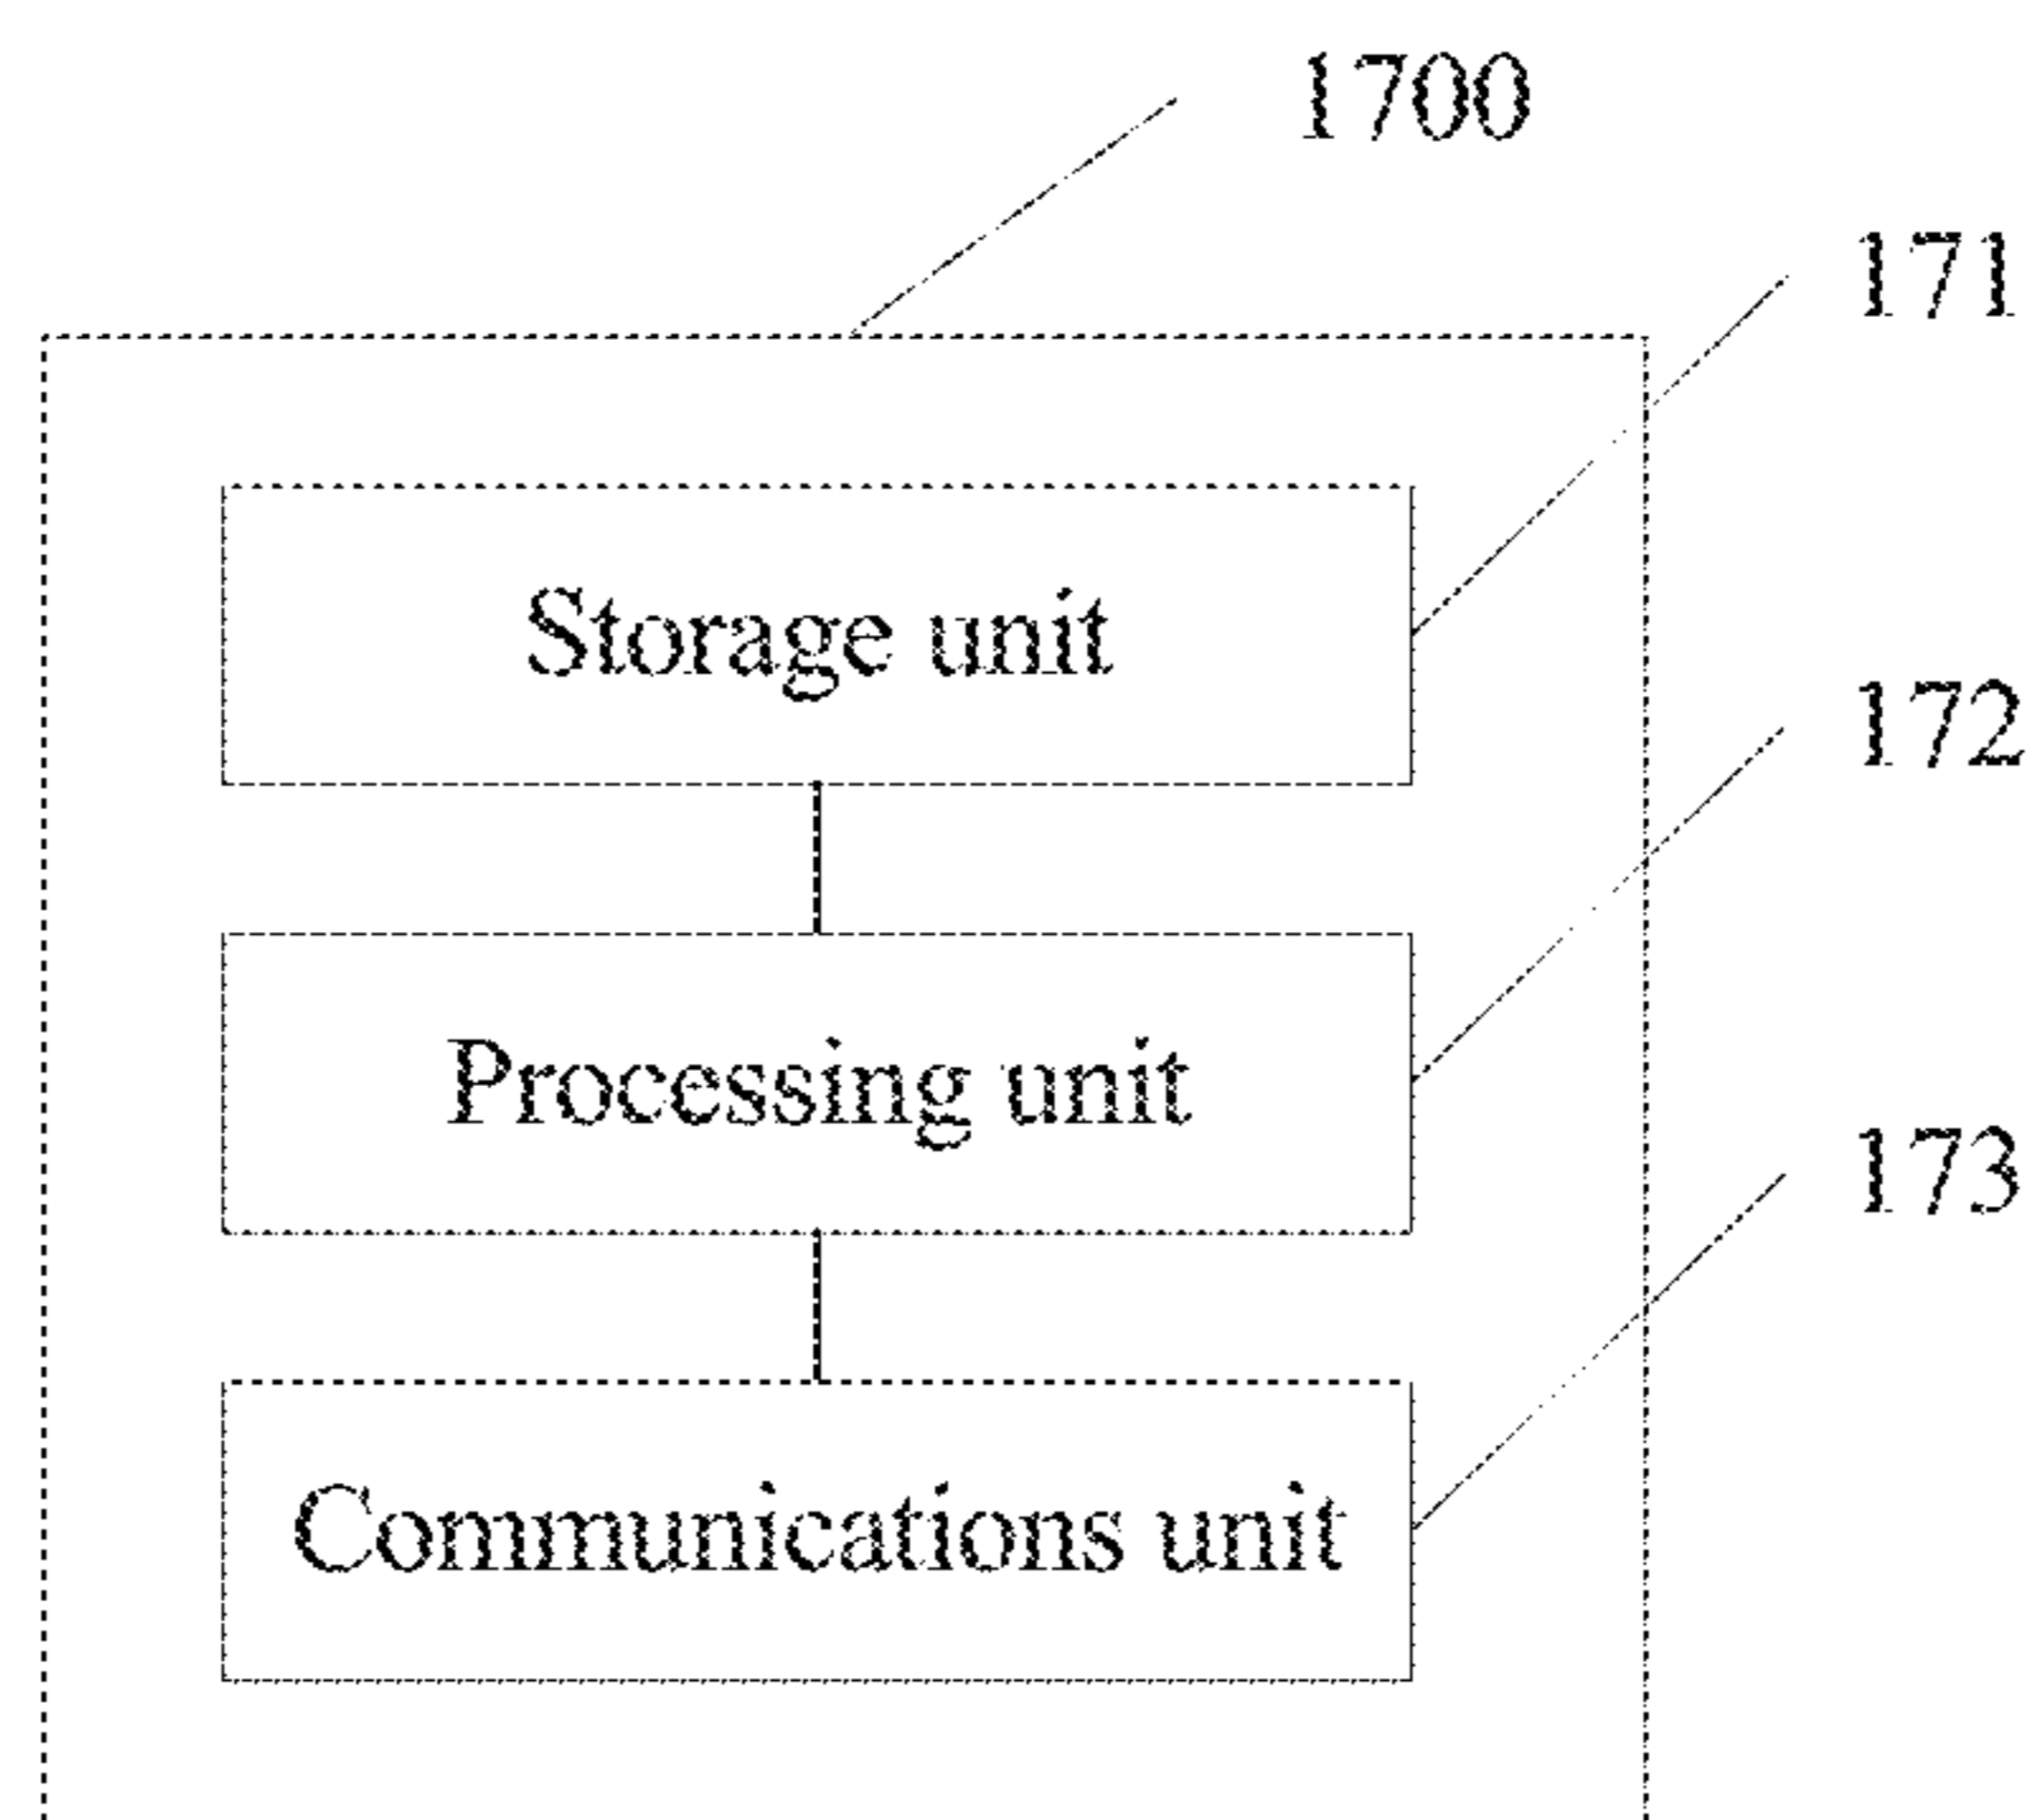 1700
171
Storage unit
172
Processing unit
173
Communications unit